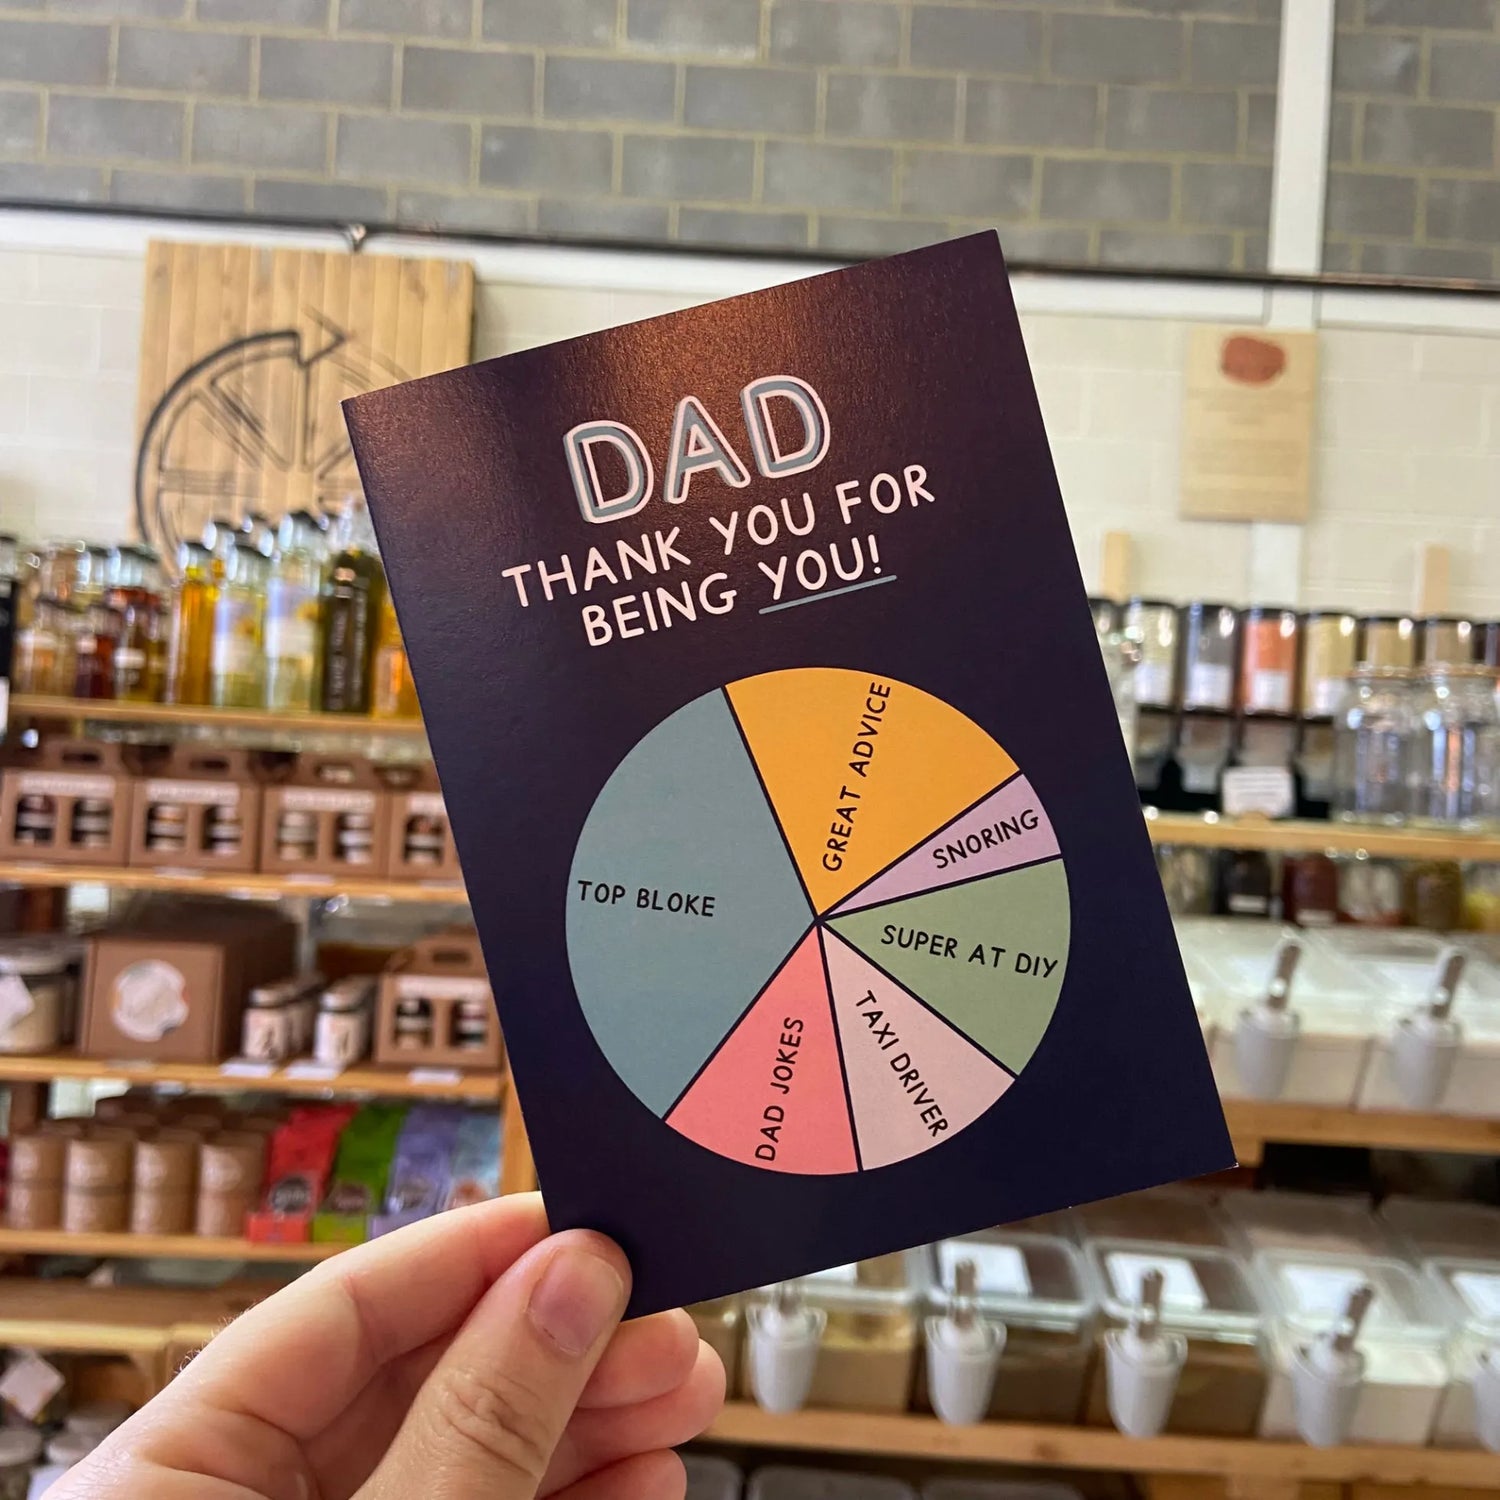 DAD
THANK YOU FOR
BEING YOU!
GREAT ADVICE
SNORING
SUPER AT DIY
TAXI DRIVER
DAD JOKES
TOP BLOKE